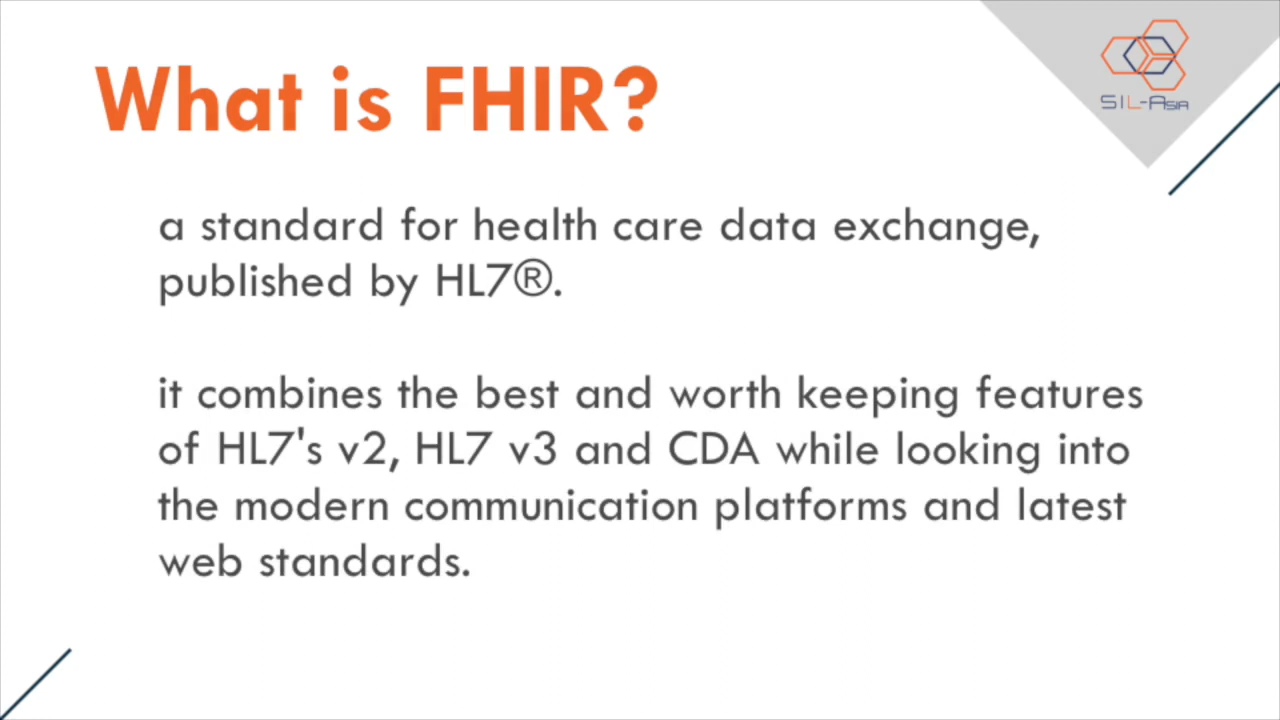 What is FHIR?
SIL-Asia
a standard for health care data exchange,
published by HL7®.
it combines the best and worth keeping features
of HL7's v2, HL7 v3 and CDA while looking into
the modern communication platforms and latest
web standards.